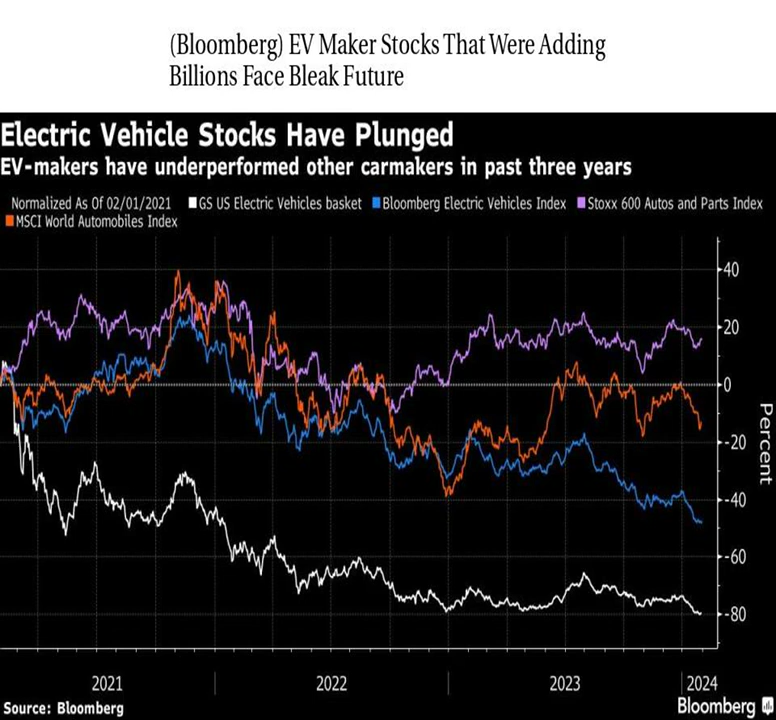 (Bloomberg) EV Maker Stocks That Were Adding
Billions Face Bleak Future
Electric Vehicle Stocks Have Plunged
EV-makers have underperformed other carmakers in past three years
Normalized As Of 02/01/2021 GS US Electric Vehicles basket Bloomberg Electric Vehicles Index Stoxx 600 Autos and Parts Index
MSCI World Automobiles Index
40
20
0
-20
-40
-60
-80
Percent
2021 2022 2023 2024
Source: Bloomberg
Bloomberg